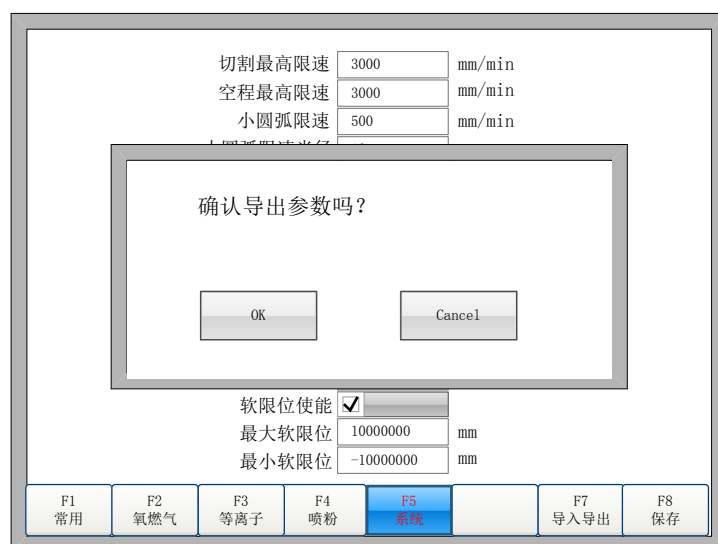 切割最高限速 3000 mm/min
空程最高限速 3000 mm/min
小圆弧限速 500 mm/min
确认导出参数吗?
OK Cancel
软限位使能
最大软限位 10000000 mm
最小软限位 -10000000 mm
F1 F2 F3 F4 F5 F7 F8
常用 氧燃气 等离子 喷粉 系统 导入导出 保存